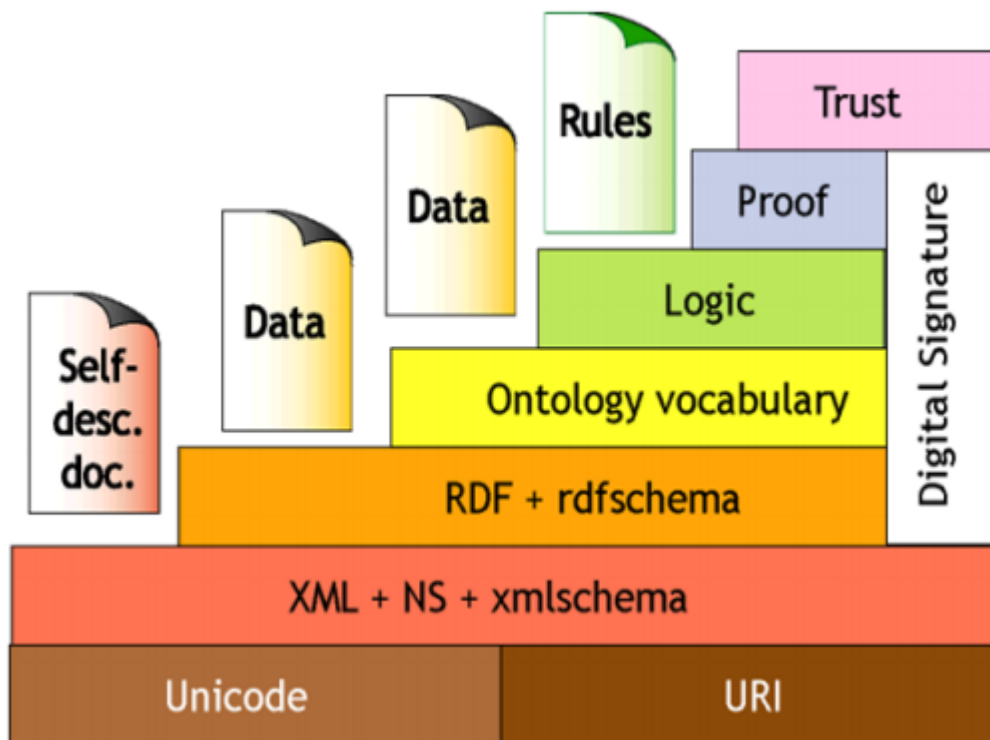 Rules
Trust
Data
Proof
Data
Logic
Self-
desc.
doc.
Ontology vocabulary
Digital Signature
RDF + rdfschema
XML + NS + xmlschema
Unicode
URI